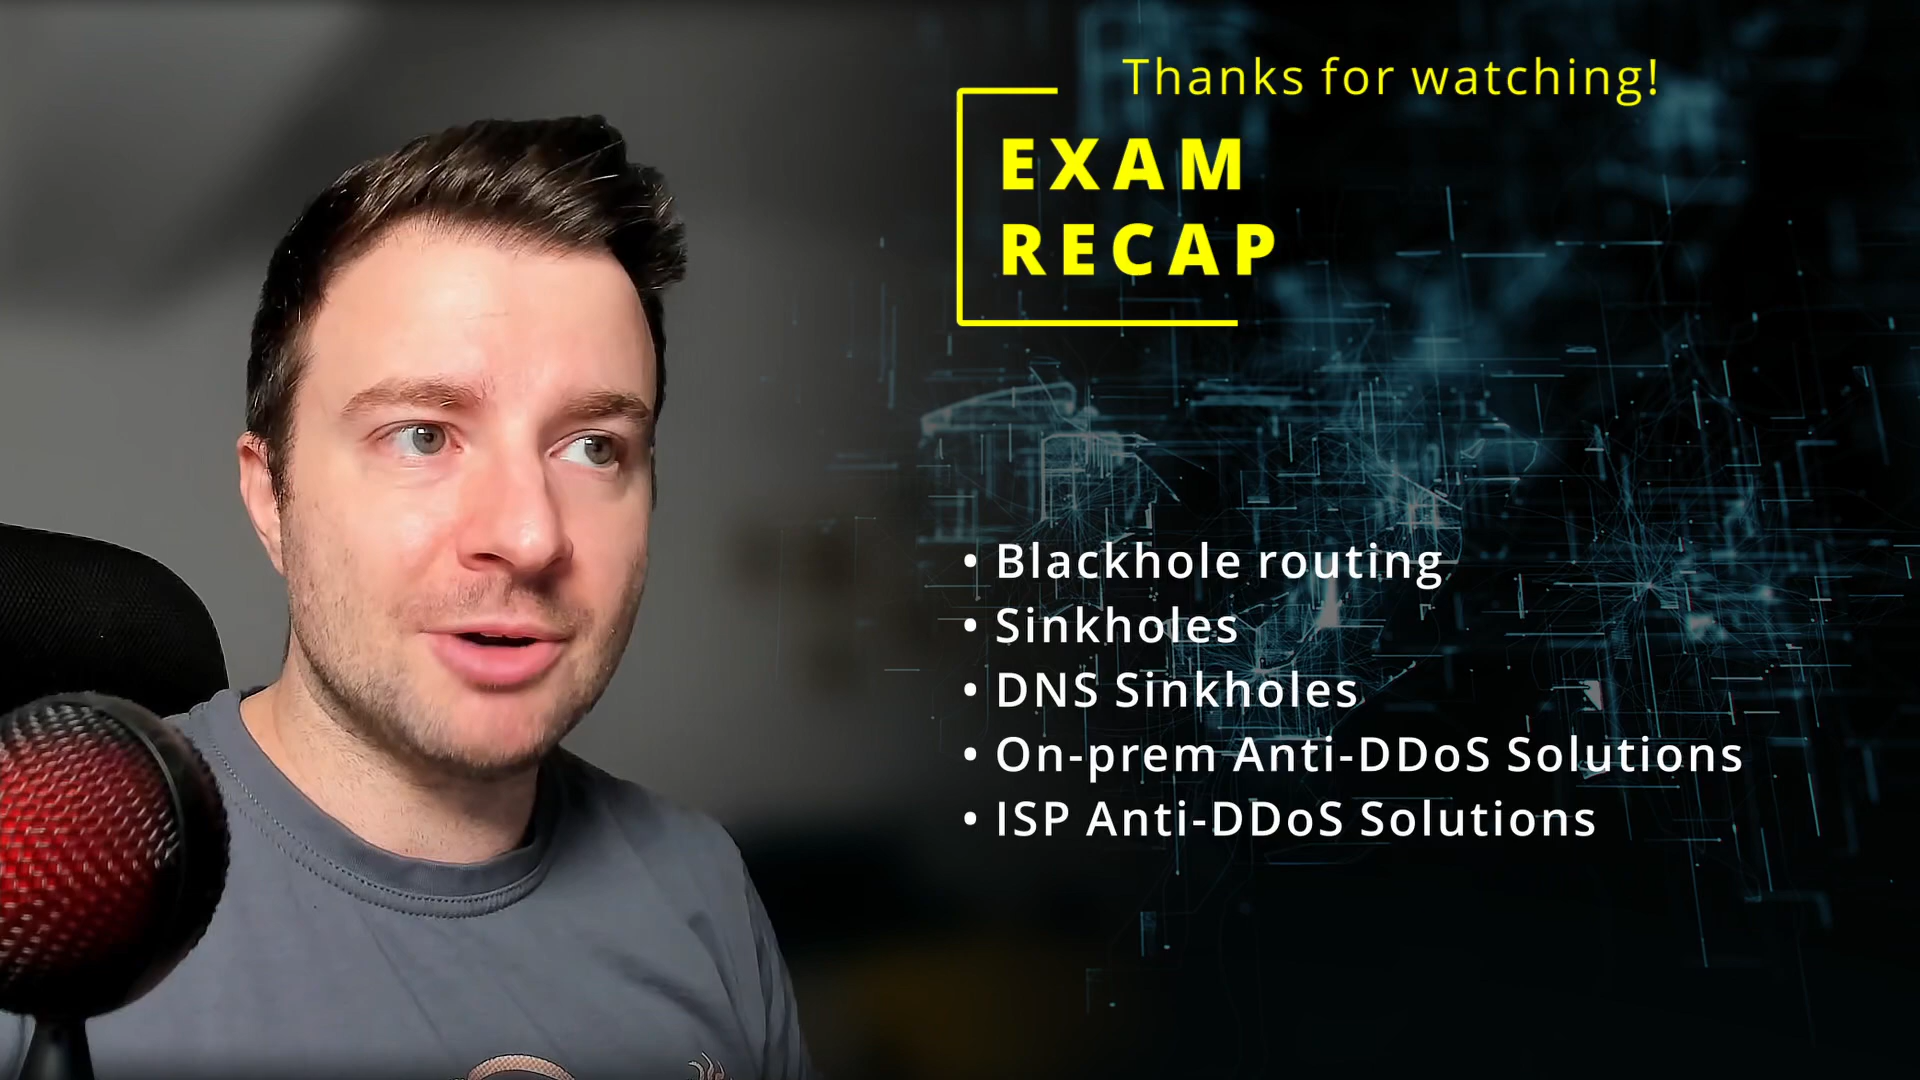 Thanks for watching!
EXAM
RECAP
• Blackhole routing
• Sinkholes
• DNS Sinkholes
• On-prem Anti-DDoS Solutions
• ISP Anti-DDoS Solutions